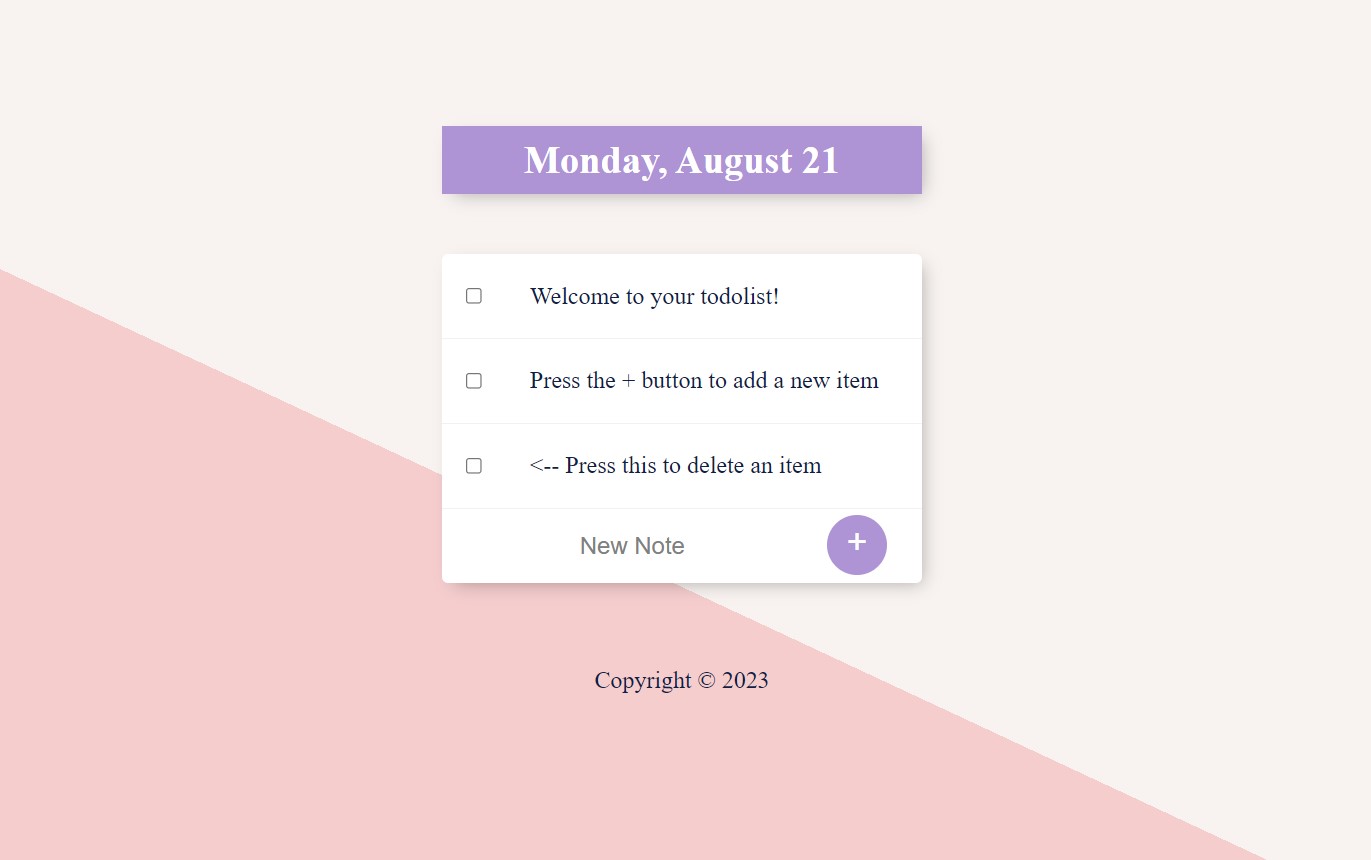 Monday, August 21
Welcome to your todolist!
Press the + button to add a new item
<-- Press this to delete an item
New Note
+
Copyright © 2023